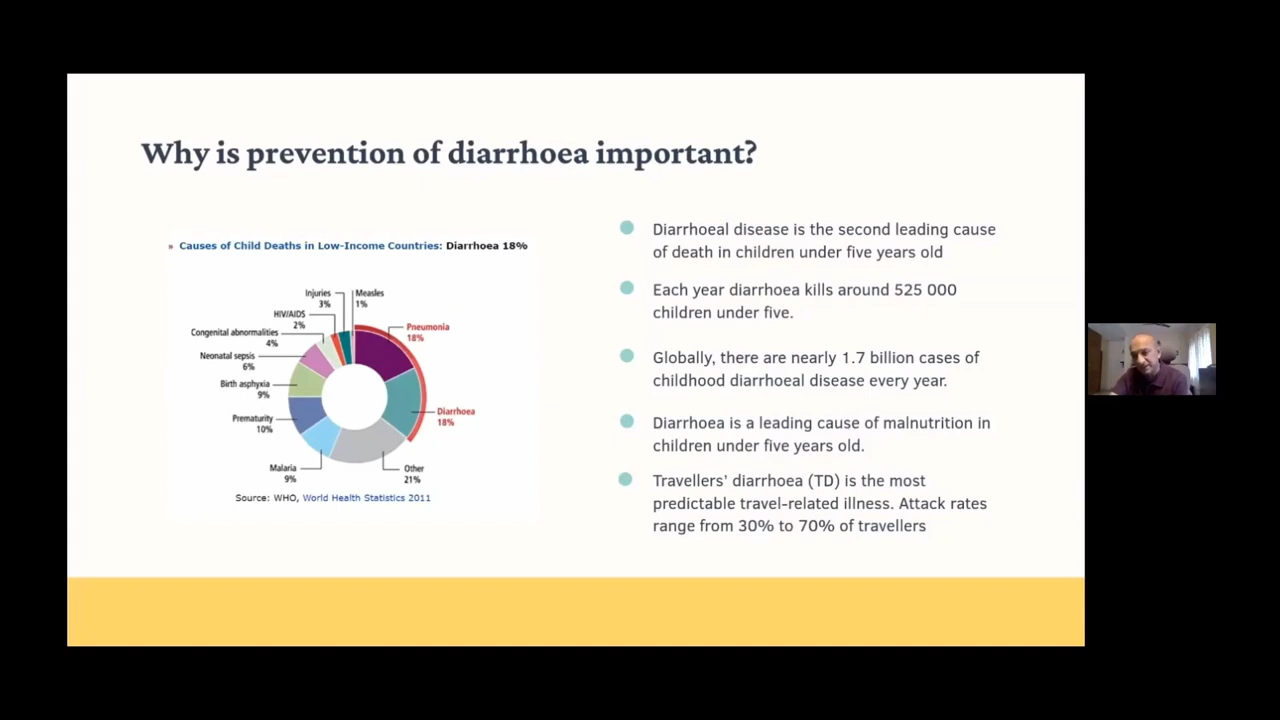 Why is prevention of diarrhoea important?
» Causes of Child Deaths in Low-Income Countries: Diarrhoea 18%
Injuries
3%
Measles
1%
HIV/AIDS
2%
Pneumonia
18%
Congenital abnormalities
4%
Neonatal sepsis
6%
Birth asphyxia
9%
Diarrhoea
18%
Prematurity
10%
Malaria
9%
Other
21%
Source: WHO, World Health Statistics 2011
Diarrhoeal disease is the second leading cause
of death in children under five years old
Each year diarrhoea kills around 525 000
children under five.
Globally, there are nearly 1.7 billion cases of
childhood diarrhoeal disease every year.
Diarrhoea is a leading cause of malnutrition in
children under five years old.
Travellers’ diarrhoea (TD) is the most
predictable travel-related illness. Attack rates
range from 30% to 70% of travellers